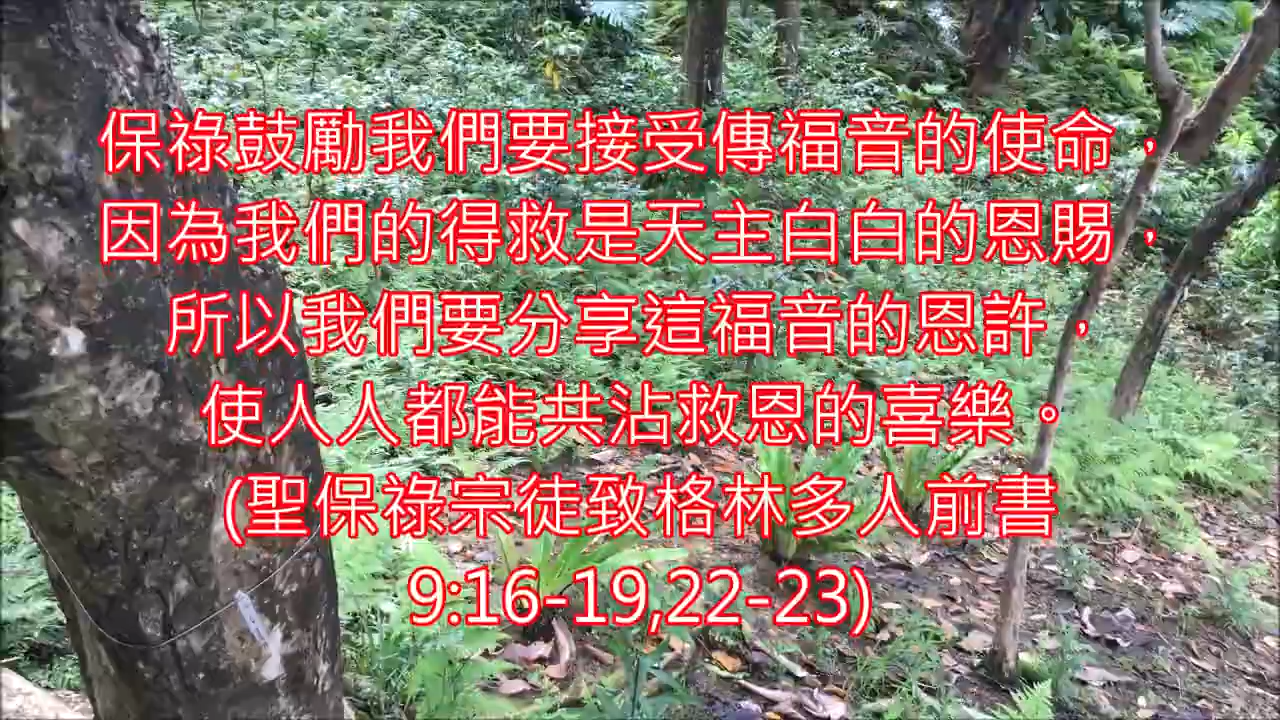 保祿鼓勵我們要接受傳福音的使命，
因為我們的得救是天主白白的恩賜，
所以我們要分享這福音的恩許，
使人人都能共沾救恩的喜樂。
(聖保祿宗徒致格林多人前書
9:16-19,22-23)